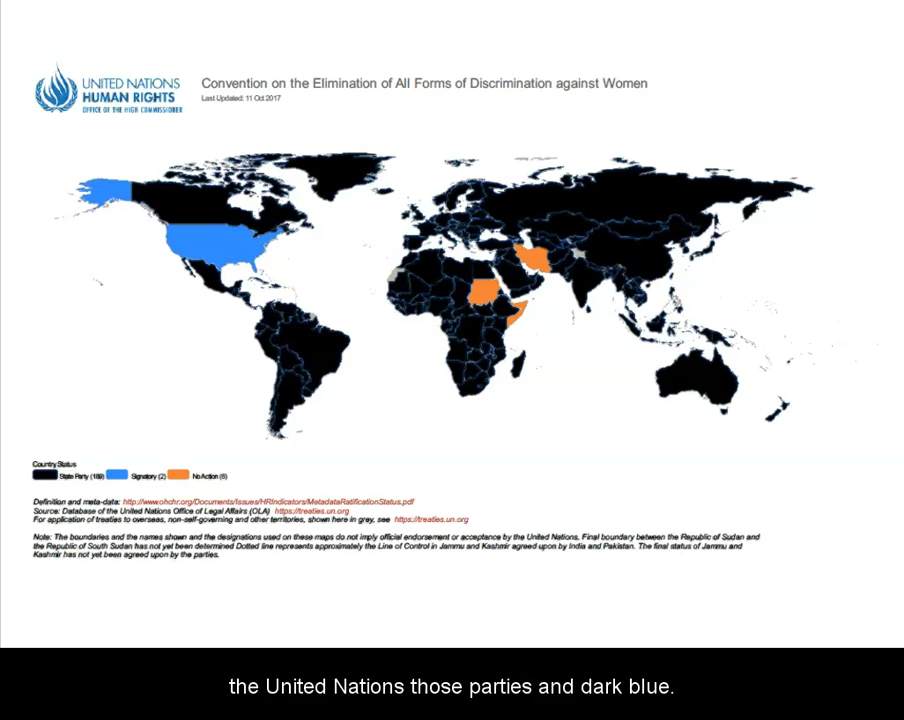 UNITED NATIONS
HUMAN RIGHTS
OFFICE OF THE HIGH COMMISSIONER
Convention on the Elimination of All Forms of Discrimination against Women
Last Updated: 11 Oct 2017
Country Status
State Party (189) Signatory (2) No Action (6)
Definition and meta-data: http://www.ohchr.org/Documents/Issues/HRIndicators/MetadataRatificationStatus.pdf
Source: Database of the United Nations Office of Legal Affairs (OLA) https://treaties.un.org
For application of treaties to overseas, non-self-governing and other territories, shown here in grey, see https://treaties.un.org
Note: The boundaries and the names shown and the designations used on these maps do not imply official endorsement or acceptance by the United Nations. Final boundary between the Republic of Sudan and
the Republic of South Sudan has not yet been determined Dotted line represents approximately the Line of Control in Jammu and Kashmir agreed upon by India and Pakistan. The final status of Jammu and
Kashmir has not yet been agreed upon by the parties.
the United Nations those parties and dark blue.